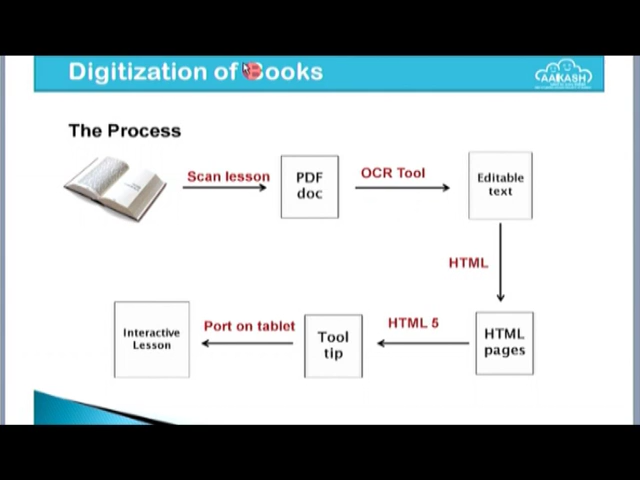 Digitization of Books
AAKASH
The Process
Scan lesson
PDF
doc
OCR Tool
Editable
text
HTML
HTML
pages
HTML 5
Tool
tip
Port on tablet
Interactive
Lesson